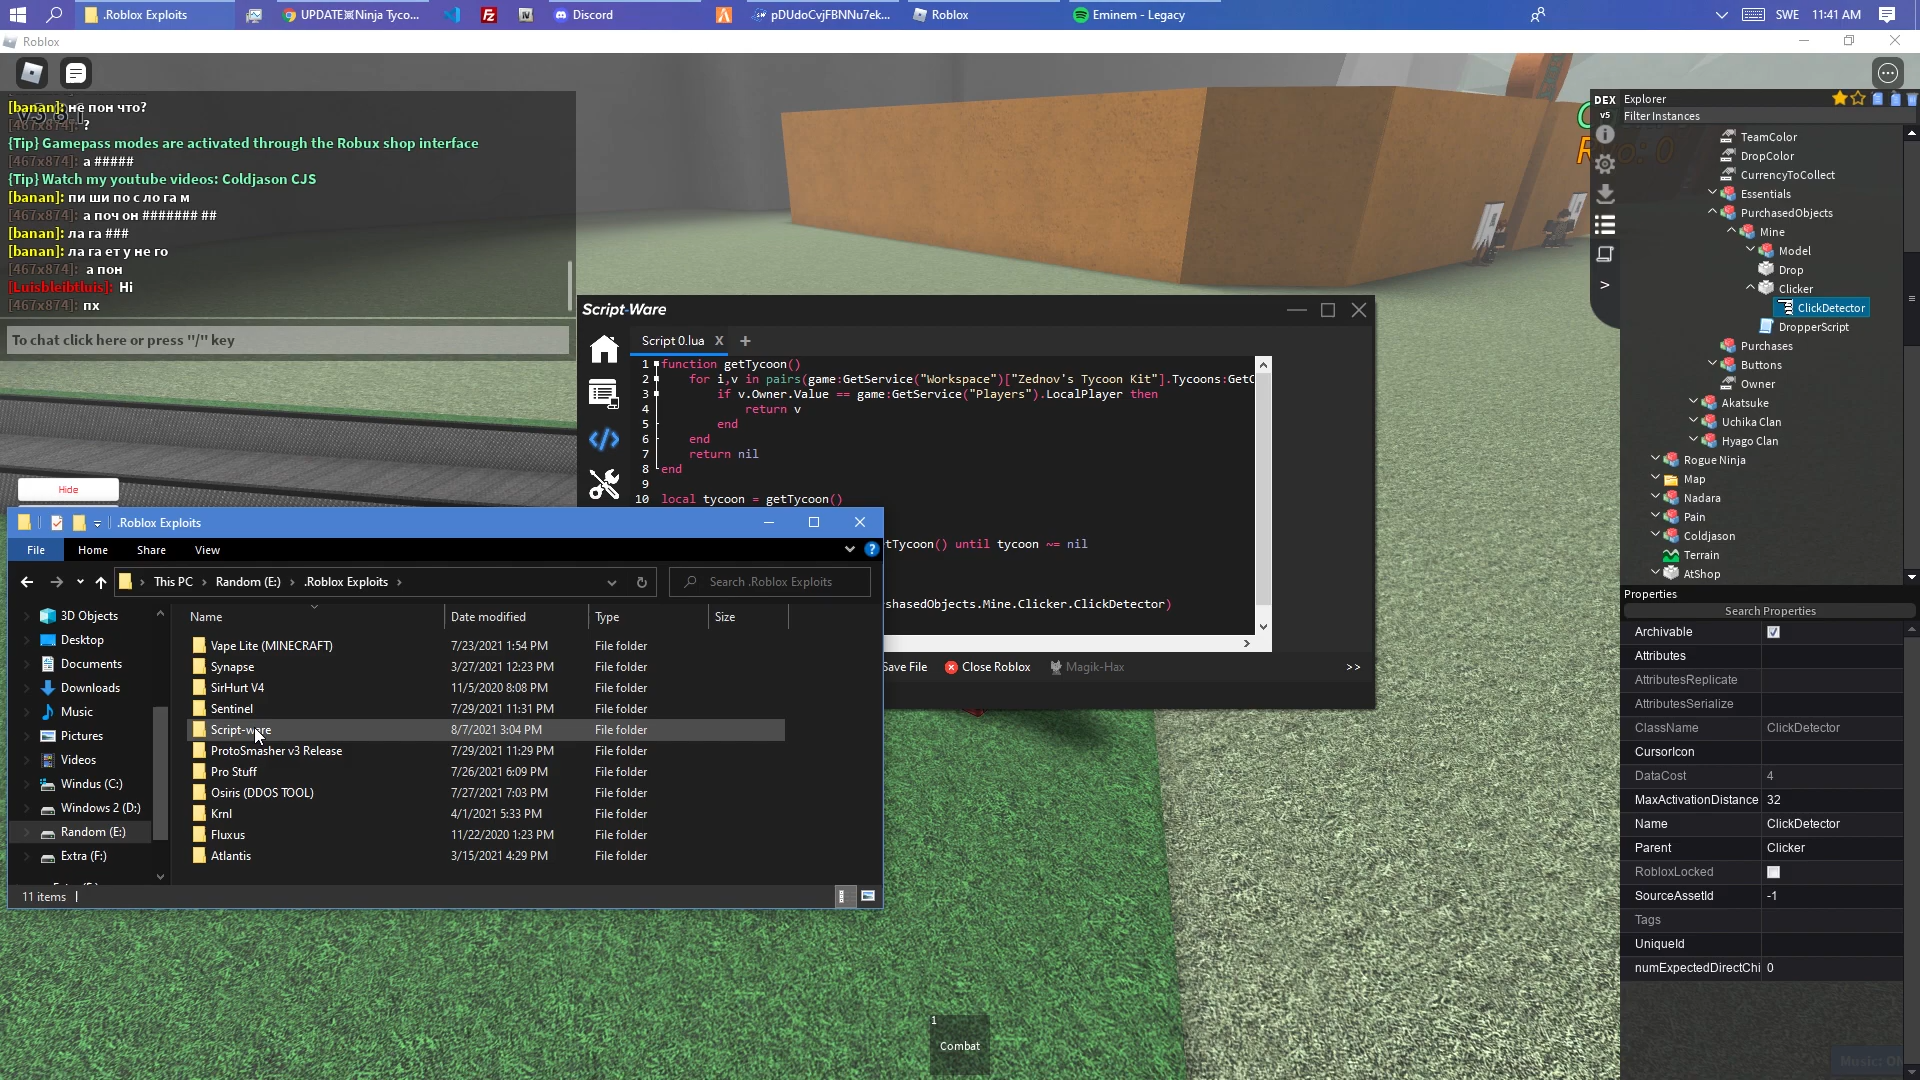 .Roblox Exploits
UPDATE
Ninja Tyco...
Discord
pDUdoCvjFBNNu7ek...
Roblox
Eminem - Legacy
SWE
11:41 AM
Roblox
[banan]: не пон что?
[467x874]: ?
{Tip} Gamepass modes are activated through the Robux shop interface
[467x874]: а #####
{Tip} Watch my youtube videos: Coldjason CJS
[banan]: пи ши по с ло га м
[467x874]: а поч он ####### ##
[banan]: ла га ###
[banan]: ла га ет у не го
[467x874]: а пон
[Luisbleibtluis]: Hi
[467x874]: пх
To chat click here or press "/" key
Hide
Script-Ware
Script 0.lua X +
1 function getTycoon()
2 for i,v in pairs(game:GetService("Workspace")["Zednov's Tycoon Kit"].Tycoons:GetC
3 if v.Owner.Value == game:GetService("Players").LocalPlayer then
4 return v
5 end
6 end
7 return nil
8 end
9
10 local tycoon = getTycoon()
tTycoon() until tycoon ~= nil
shasedObjects.Mine.Clicker.ClickDetector)
Save File
Close Roblox
Magik-Hax
>>
.Roblox Exploits
File Home Share View
This PC > Random (E:) > .Roblox Exploits >
Search .Roblox Exploits
3D Objects
Desktop
Documents
Downloads
Music
Pictures
Videos
Windus (C:)
Windows 2 (D:)
Random (E:)
Extra (F:)
Name Date modified Type Size
Vape Lite (MINECRAFT) 7/23/2021 1:54 PM File folder
Synapse 3/27/2021 12:23 PM File folder
SirHurt V4 11/5/2020 8:08 PM File folder
Sentinel 7/29/2021 11:31 PM File folder
Script-ware 8/7/2021 3:04 PM File folder
ProtoSmasher v3 Release 7/29/2021 11:29 PM File folder
Pro Stuff 7/26/2021 6:09 PM File folder
Osiris (DDOS TOOL) 7/27/2021 7:03 PM File folder
Krnl 4/1/2021 5:33 PM File folder
Fluxus 11/22/2020 1:23 PM File folder
Atlantis 3/15/2021 4:29 PM File folder
11 items
1
Combat
DEX
v5
Explorer
Filter Instances
TeamColor
DropColor
CurrencyToCollect
Essentials
PurchasedObjects
Mine
Model
Drop
Clicker
ClickDetector
DropperScript
Purchases
Buttons
Owner
Akatsuke
Uchika Clan
Hyago Clan
Rogue Ninja
Map
Nadara
Pain
Coldjason
Terrain
AtShop
Properties
Search Properties
Archivable
Attributes
AttributesReplicate
AttributesSerialize
ClassName ClickDetector
CursorIcon
DataCost 4
MaxActivationDistance 32
Name ClickDetector
Parent Clicker
RobloxLocked
SourceAssetId -1
Tags
UniqueId
numExpectedDirectChi 0